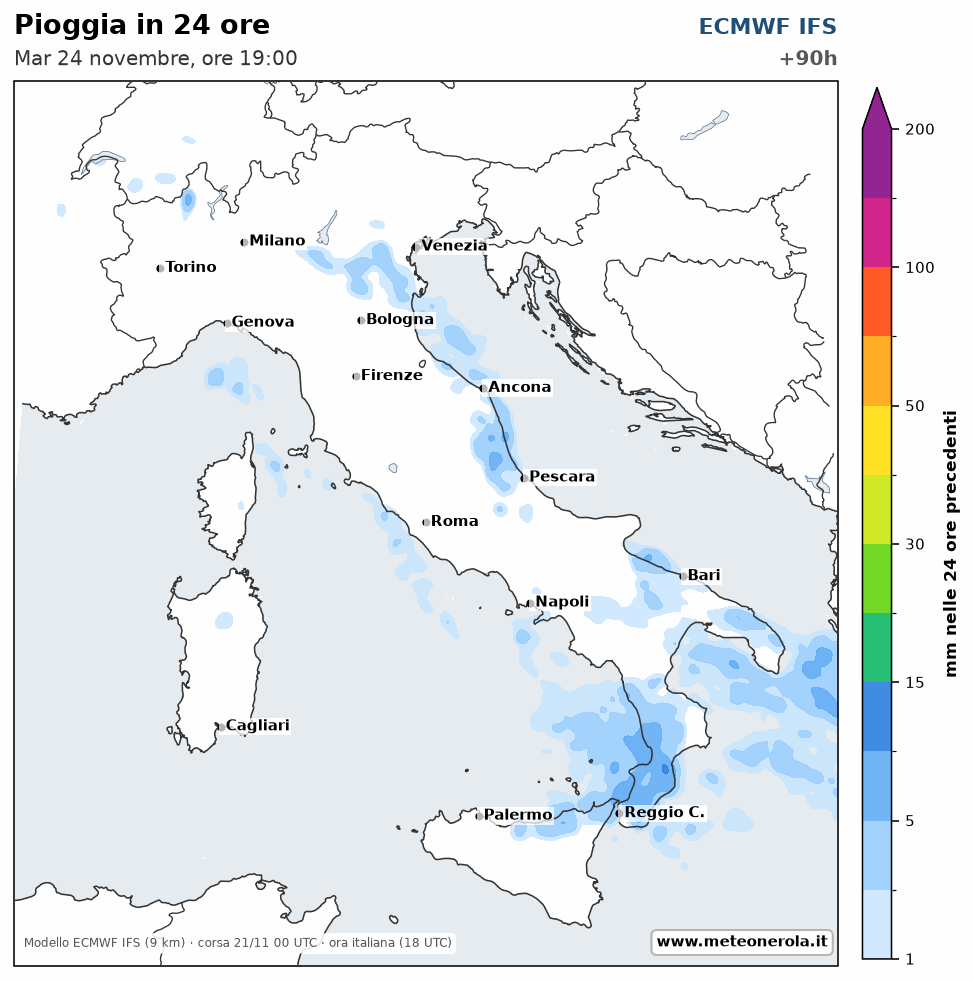 Pioggia in 24 ore
ECMWF IFS
Mar 24 novembre, ore 19:00
+90h
200
100
50
30
15
5
1
mm nelle 24 ore precedenti
Milano
Venezia
Torino
Genova
Bologna
Firenze
Ancona
Pescara
Roma
Bari
Napoli
Cagliari
Palermo
Reggio C.
Modello ECMWF IFS (9 km) · corsa 21/11 00 UTC · ora italiana (18 UTC)
www.meteonerola.it